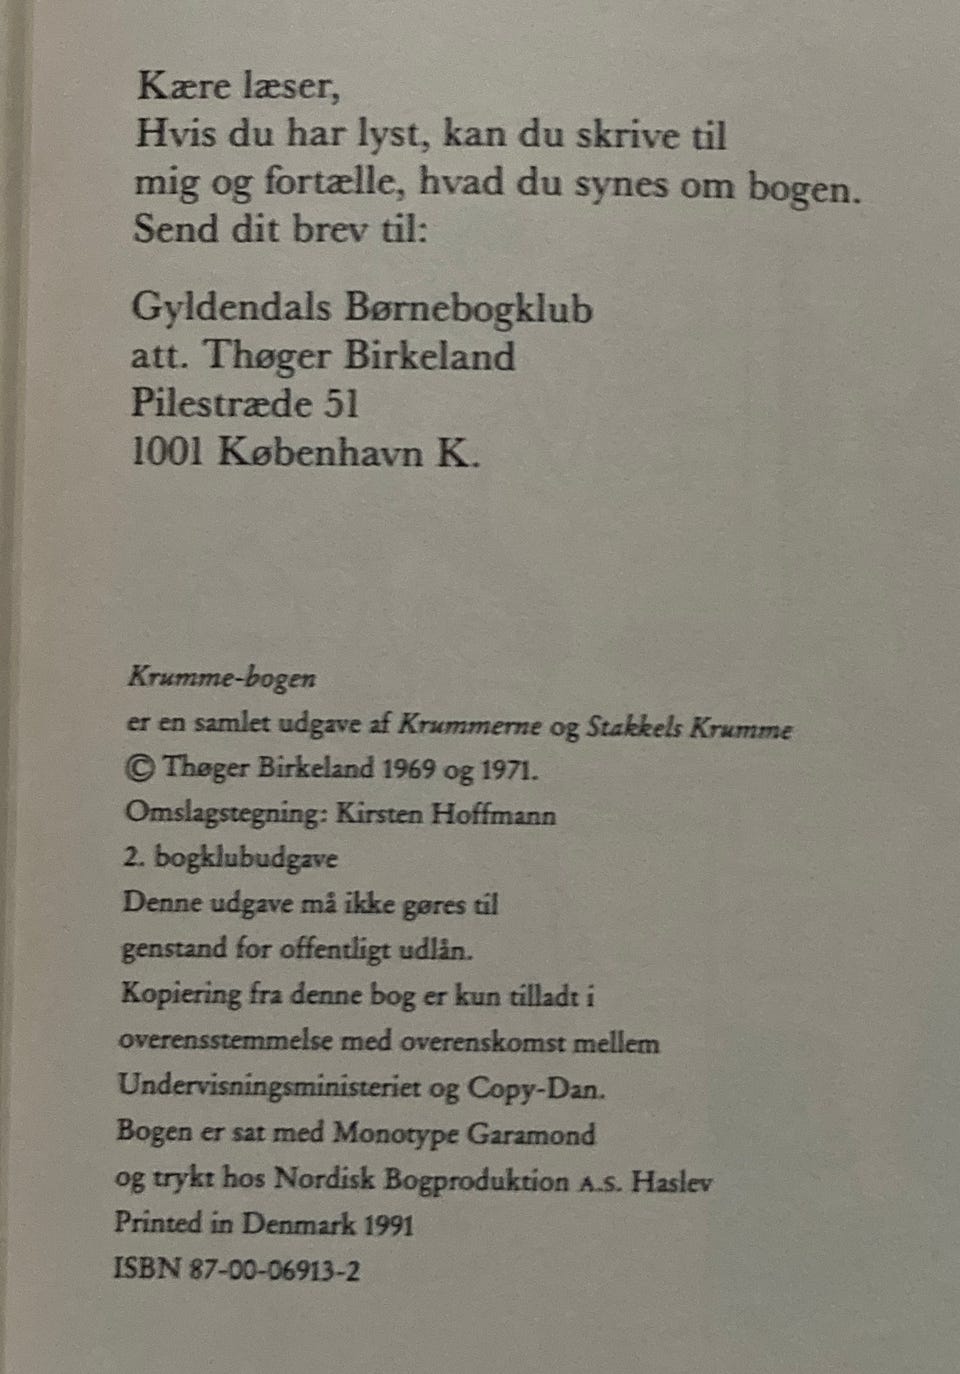 Kære læser,
Hvis du har lyst, kan du skrive til
mig og fortælle, hvad du synes om bogen.
Send dit brev til:
Gyldendals Børnebogklub
att. Thøger Birkeland
Pilestræde 51
1001 København K.
Krumme-bogen
er en samlet udgave af Krummerne og Stakkels Krumme
© Thøger Birkeland 1969 og 1971.
Omslagstegning: Kirsten Hoffmann
2. bogklubudgave
Denne udgave må ikke gøres til
genstand for offentligt udlån.
Kopiering fra denne bog er kun tilladt i
overensstemmelse med overenskomst mellem
Undervisningsministeriet og Copy-Dan.
Bogen er sat med Monotype Garamond
og trykt hos Nordisk Bogproduktion A.S. Haslev
Printed in Denmark 1991
ISBN 87-00-06913-2